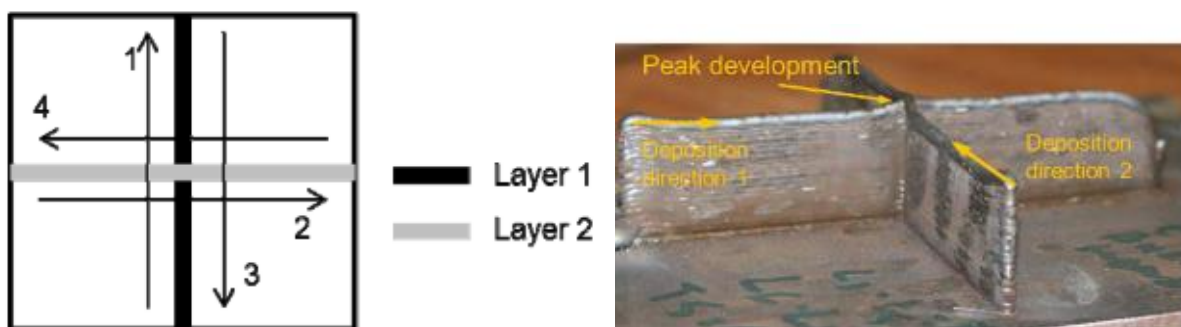 1
4
2
3
Layer 1
Layer 2
Peak development
Deposition
direction 1
Deposition
direction 2